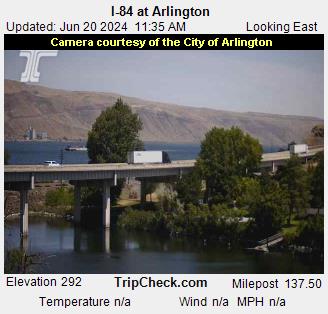 I-84 at Arlington
Updated: Jun 20 2024 11:35 AM Looking East
Camera courtesy of the City of Arlington
Elevation 292 TripCheck.com Milepost 137.50
Temperature n/a Wind n/a MPH n/a